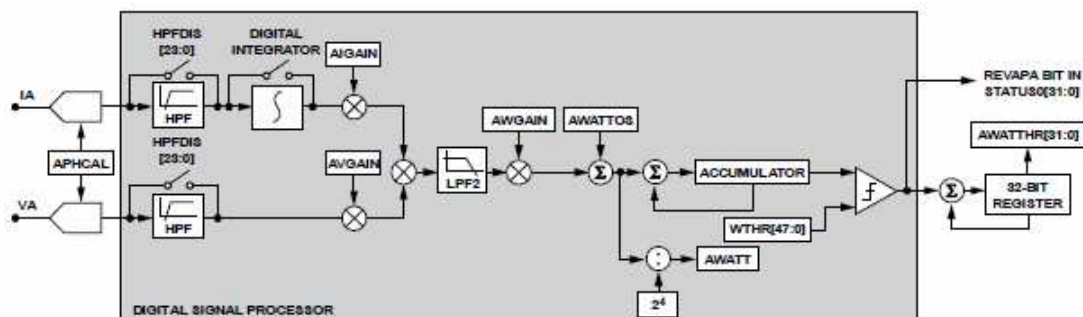 HPFDIS
[23:0]
DIGITAL
INTEGRATOR
AIGAIN
IA
HPF
REVAPA BIT IN
STATUS0[31:0]
HPFDIS
[23:0]
APHCAL
AVGAIN
AWGAIN
AWATTOS
AWATTHR[31:0]
LPF2
Σ
Σ
ACCUMULATOR
Σ
32-BIT
REGISTER
VA
HPF
WTHR[47:0]
:
AWATT
2⁴
DIGITAL SIGNAL PROCESSOR